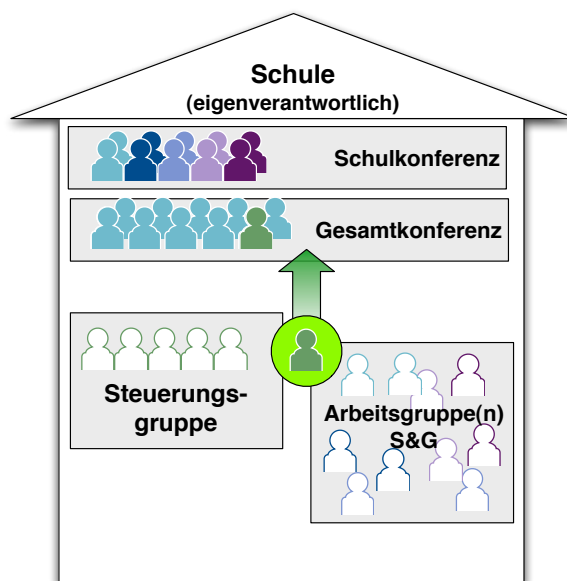 Schule
(eigenverantwortlich)
Schulkonferenz
Gesamtkonferenz
Steuerungs-
gruppe
Arbeitsgruppe(n)
S&G